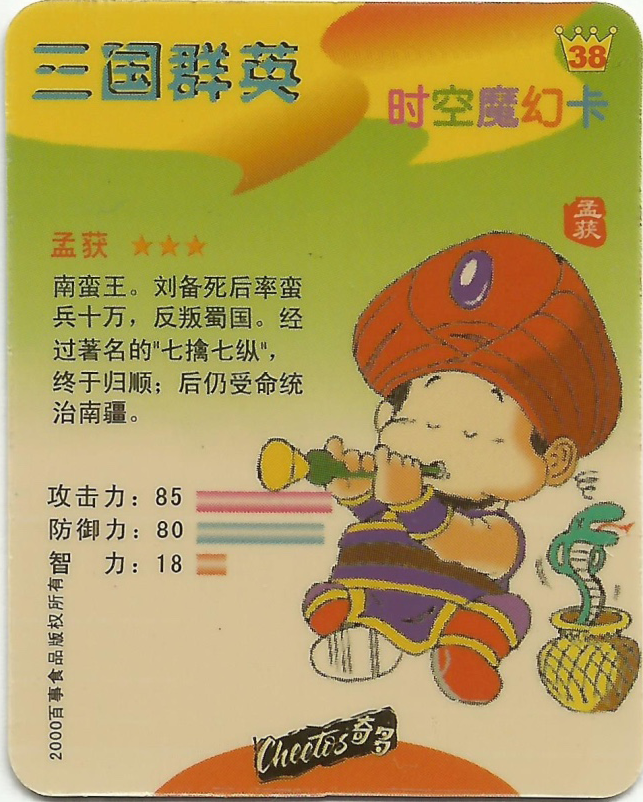 三国群英
38
时空魔幻卡
孟获
孟获 ★★★
南蛮王。刘备死后率蛮
兵十万，反叛蜀国。经
过著名的"七擒七纵"，
终于归顺；后仍受命统
治南疆。
攻击力：85
防御力：80
智　力：18
2000百事食品版权所有
Cheetos奇多